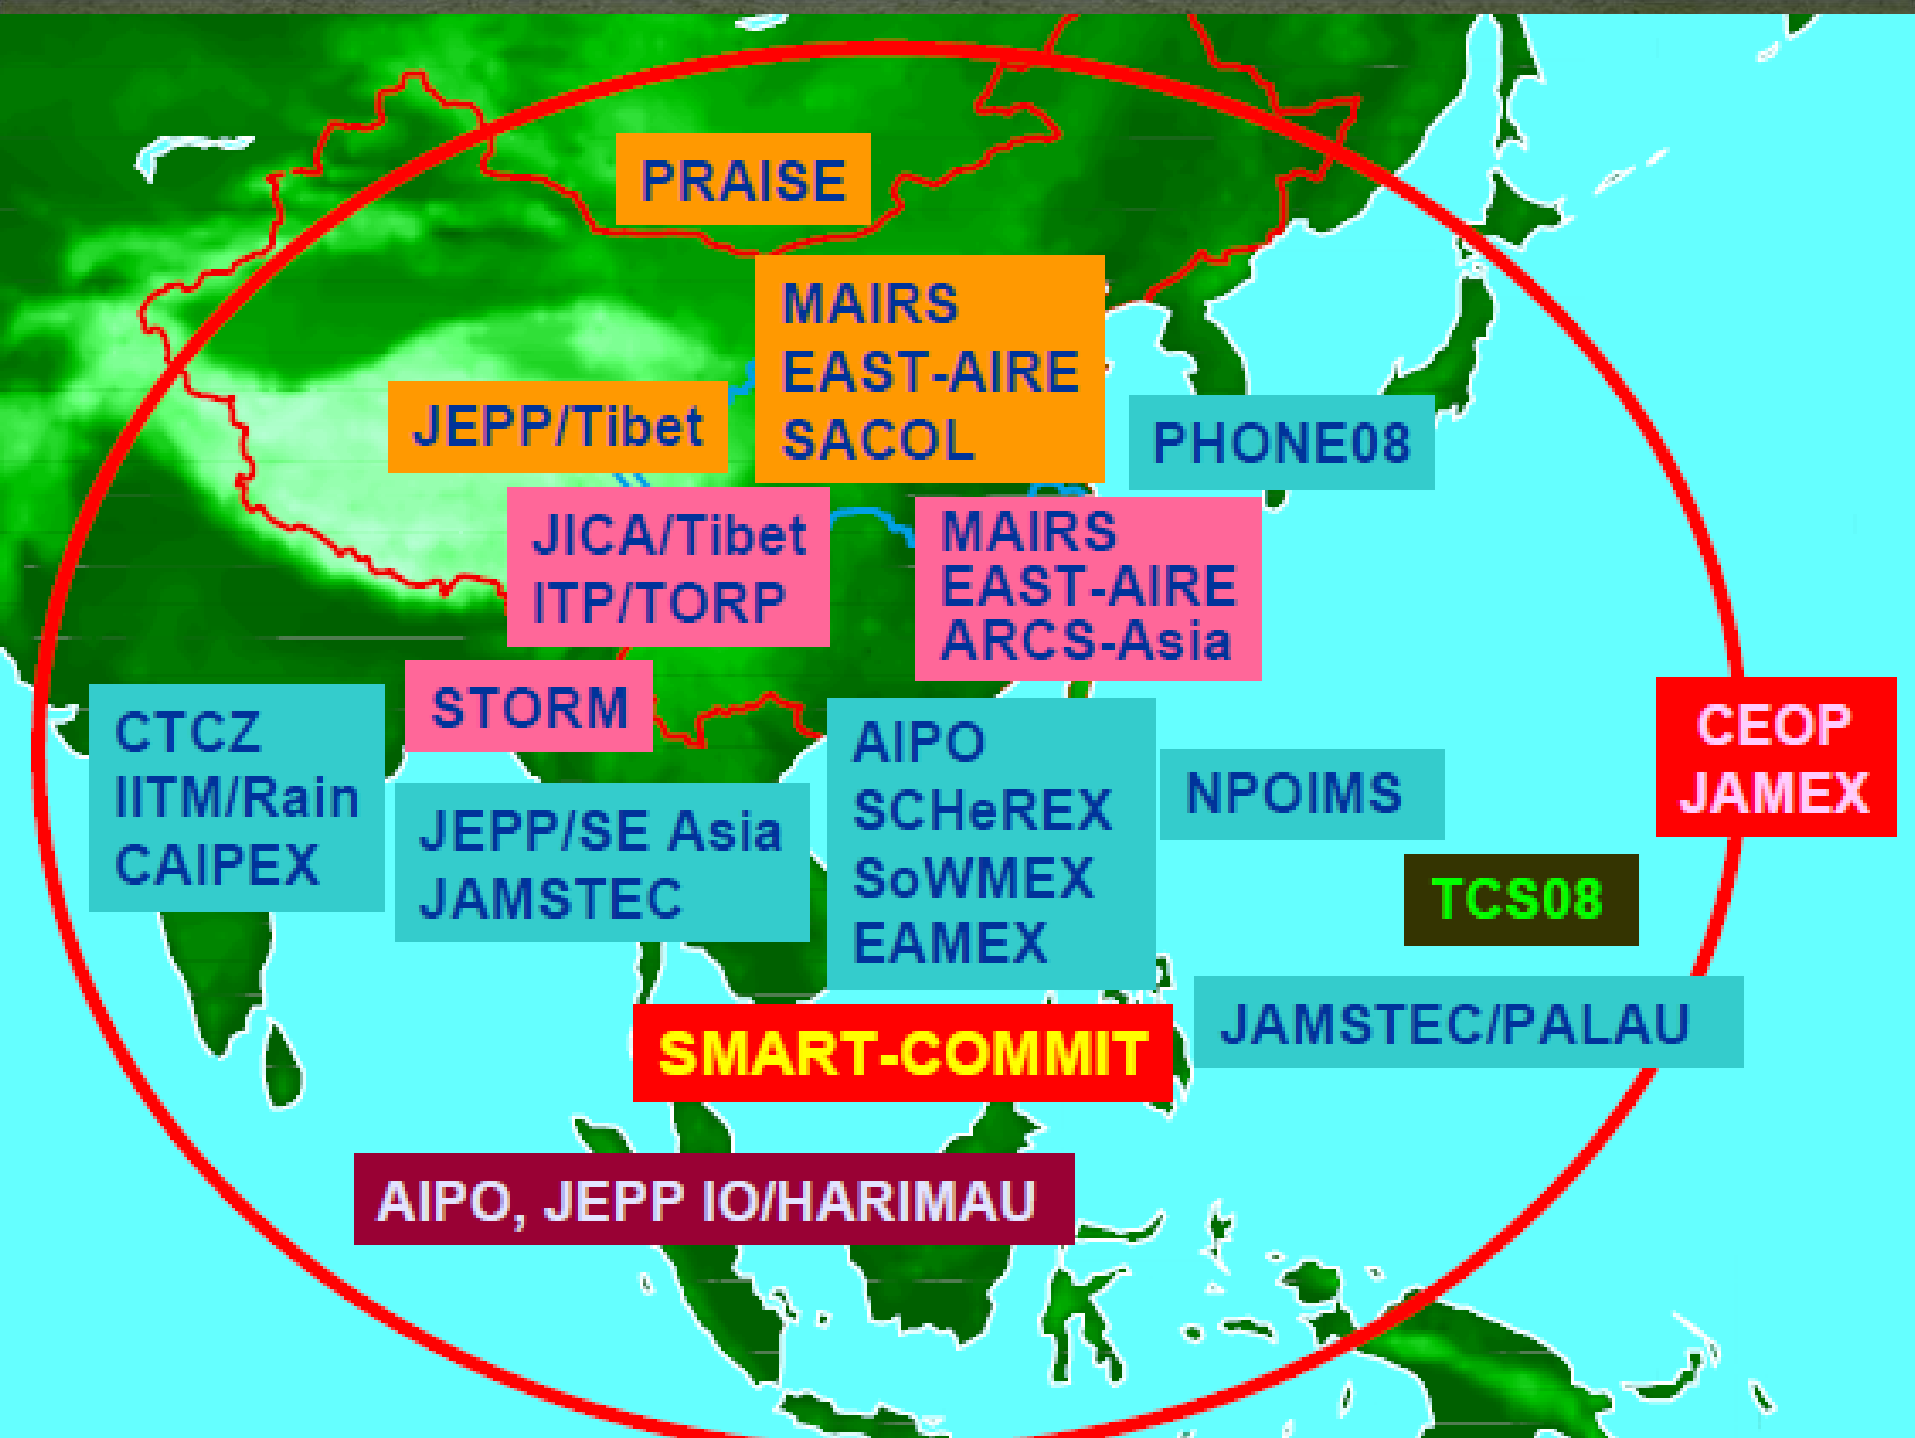 PRAISE
MAIRS
EAST-AIRE
SACOL
JEPP/Tibet
PHONE08
JICA/Tibet
ITP/TORP
MAIRS
EAST-AIRE
ARCS-Asia
STORM
CTCZ
IITM/Rain
CAIPEX
JEPP/SE Asia
JAMSTEC
AIPO
SCHeREX
SoWMEX
EAMEX
NPOIMS
CEOP
JAMEX
TCS08
JAMSTEC/PALAU
SMART-COMMIT
AIPO, JEPP IO/HARIMAU